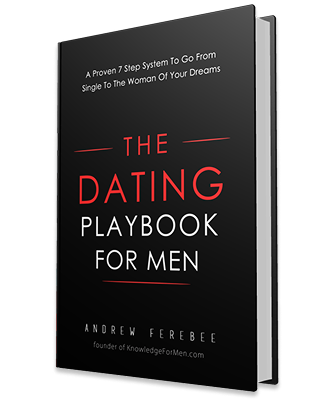 A Proven 7 Step System To Go From
Single To The Woman Of Your Dreams
THE
DATING
PLAYBOOK
FOR MEN
ANDREW FEREBEE
founder of KnowledgeForMen.com